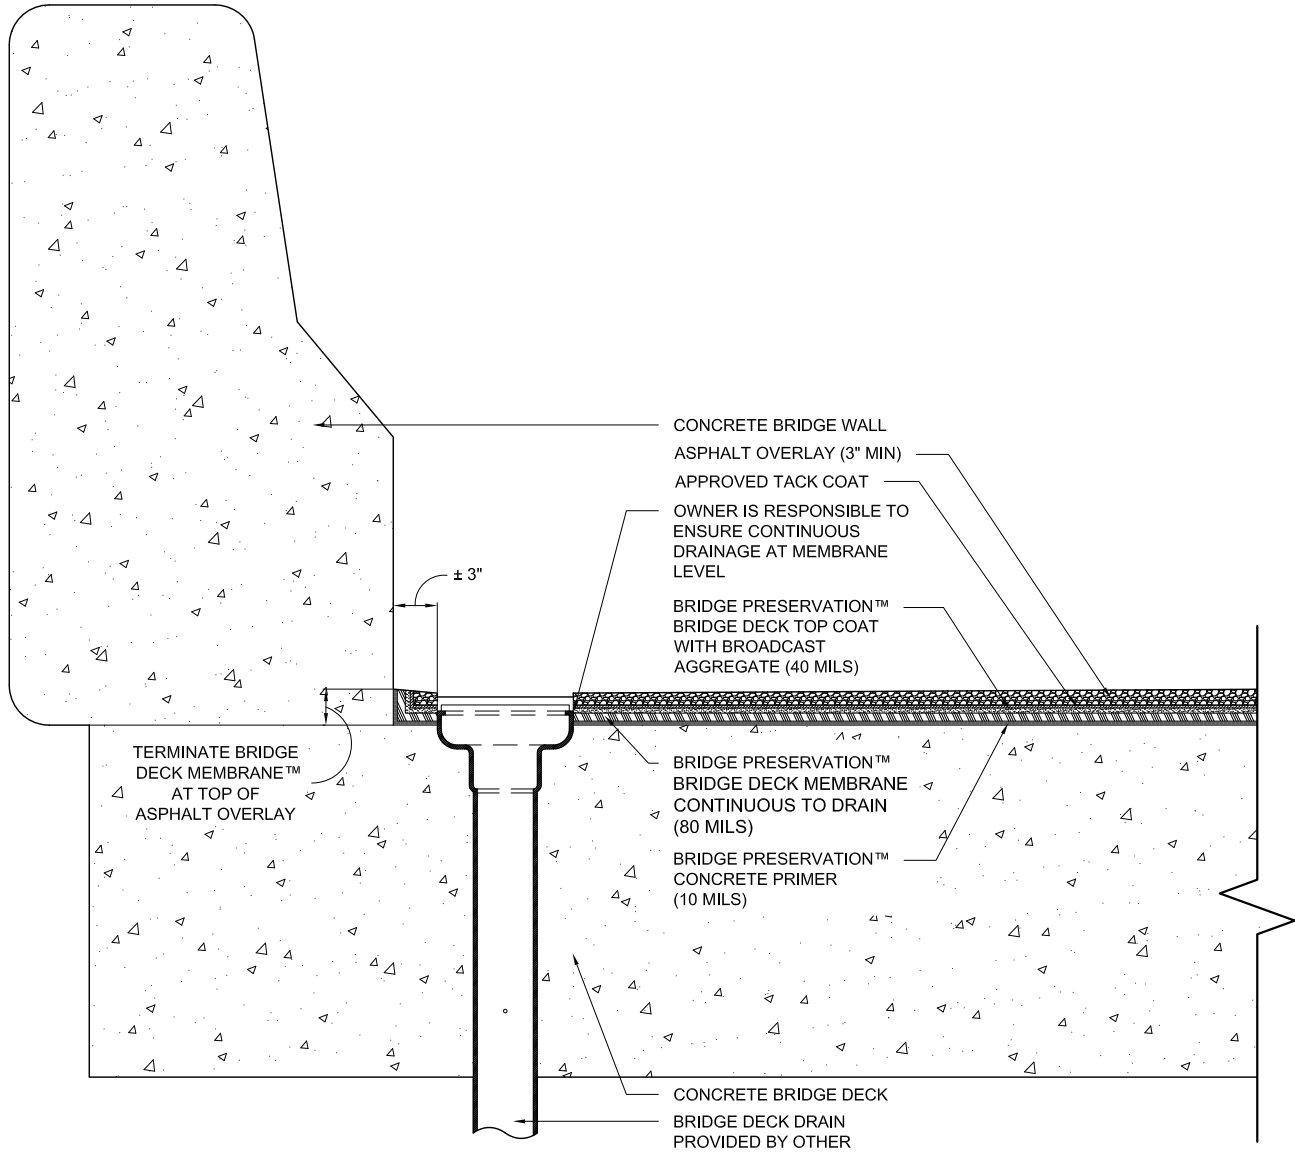 CONCRETE BRIDGE WALL
ASPHALT OVERLAY (3" MIN)
APPROVED TACK COAT
OWNER IS RESPONSIBLE TO
ENSURE CONTINUOUS
DRAINAGE AT MEMBRANE
LEVEL
± 3"
BRIDGE PRESERVATION™
BRIDGE DECK TOP COAT
WITH BROADCAST
AGGREGATE (40 MILS)
TERMINATE BRIDGE
DECK MEMBRANE™
AT TOP OF
ASPHALT OVERLAY
BRIDGE PRESERVATION™
BRIDGE DECK MEMBRANE
CONTINUOUS TO DRAIN
(80 MILS)
BRIDGE PRESERVATION™
CONCRETE PRIMER
(10 MILS)
CONCRETE BRIDGE DECK
BRIDGE DECK DRAIN
PROVIDED BY OTHER